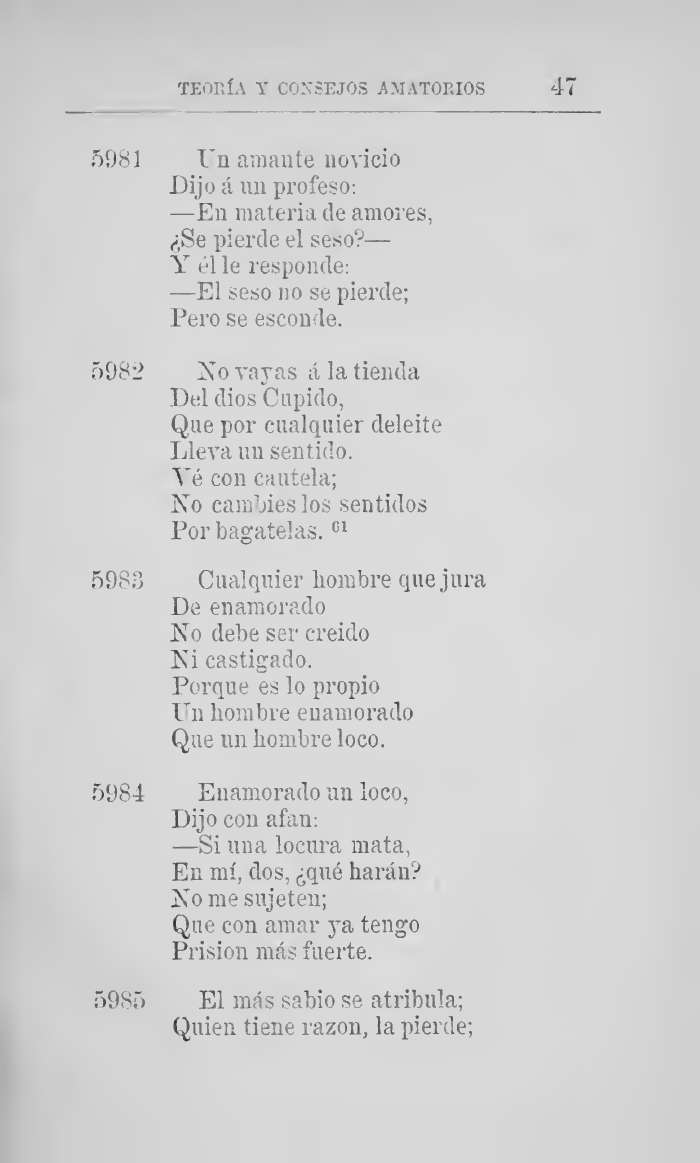 TEORÍA Y CONSEJOS AMATORIOS 47
5981 Un amante novicio
Dijo á un profeso:
—En materia de amores,
¿Se pierde el seso?—
Y él le responde:
—El seso no se pierde;
Pero se esconde.
5982 No vayas á la tienda
Del dios Cupido,
Que por cualquier deleite
Lleva un sentido.
Vé con cautela;
No cambies los sentidos
Por bagatelas. 61
5983 Cualquier hombre que jura
De enamorado
No debe ser creido
Ni castigado.
Porque es lo propio
Un hombre enamorado
Que un hombre loco.
5984 Enamorado un loco,
Dijo con afan:
—Si una locura mata,
En mí, dos, ¿qué harán?
No me sujeten;
Que con amar ya tengo
Prision más fuerte.
5985 El más sabio se atribula;
Quien tiene razon, la pierde;